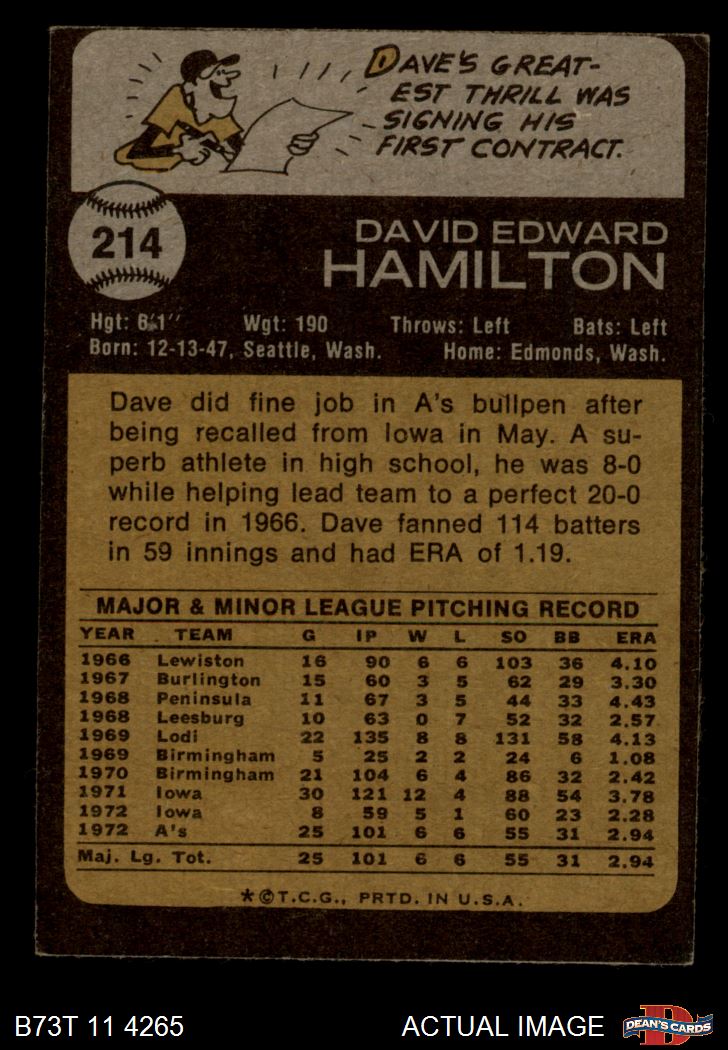 DAVE'S GREAT-
EST THRILL WAS
SIGNING HIS
FIRST CONTRACT.
214
DAVID EDWARD
HAMILTON
Hgt: 6'1" Wgt: 190 Throws: Left Bats: Left
Born: 12-13-47, Seattle, Wash. Home: Edmonds, Wash.
Dave did fine job in A's bullpen after
being recalled from Iowa in May. A su-
perb athlete in high school, he was 8-0
while helping lead team to a perfect 20-0
record in 1966. Dave fanned 114 batters
in 59 innings and had ERA of 1.19.
MAJOR & MINOR LEAGUE PITCHING RECORD
YEAR TEAM G IP W L SO BB ERA
1966 Lewiston 16 90 6 6 103 36 4.10
1967 Burlington 15 60 3 5 62 29 3.30
1968 Peninsula 11 67 3 5 44 33 4.43
1968 Leesburg 10 63 0 7 52 32 2.57
1969 Lodi 22 135 8 8 131 58 4.13
1969 Birmingham 5 25 2 2 24 6 1.08
1970 Birmingham 21 104 6 4 86 32 2.42
1971 Iowa 30 121 12 4 88 54 3.78
1972 Iowa 8 59 5 1 60 23 2.28
1972 A's 25 101 6 6 55 31 2.94
Maj. Lg. Tot. 25 101 6 6 55 31 2.94
*©T.C.G., PRTD. IN U.S.A.
B73T 11 4265 ACTUAL IMAGE D DEAN'S CARDS